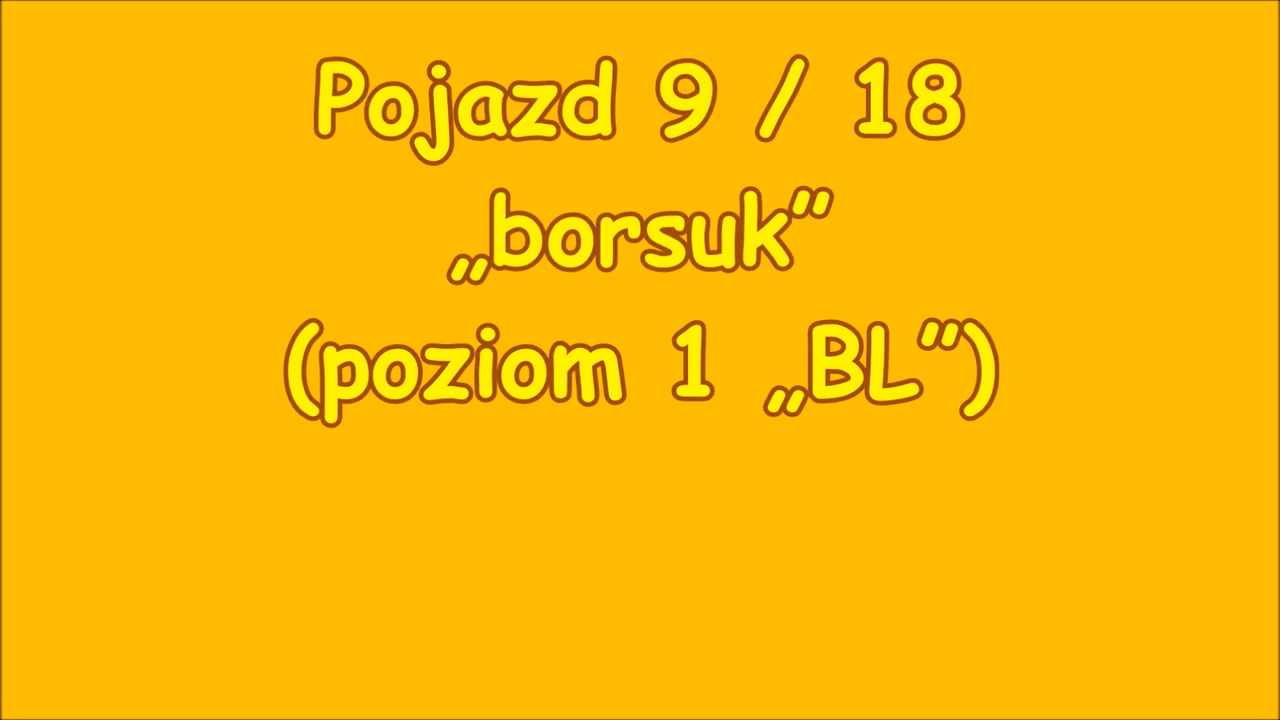 Pojazd 9 / 18
„borsuk”
(poziom 1 „BL”)